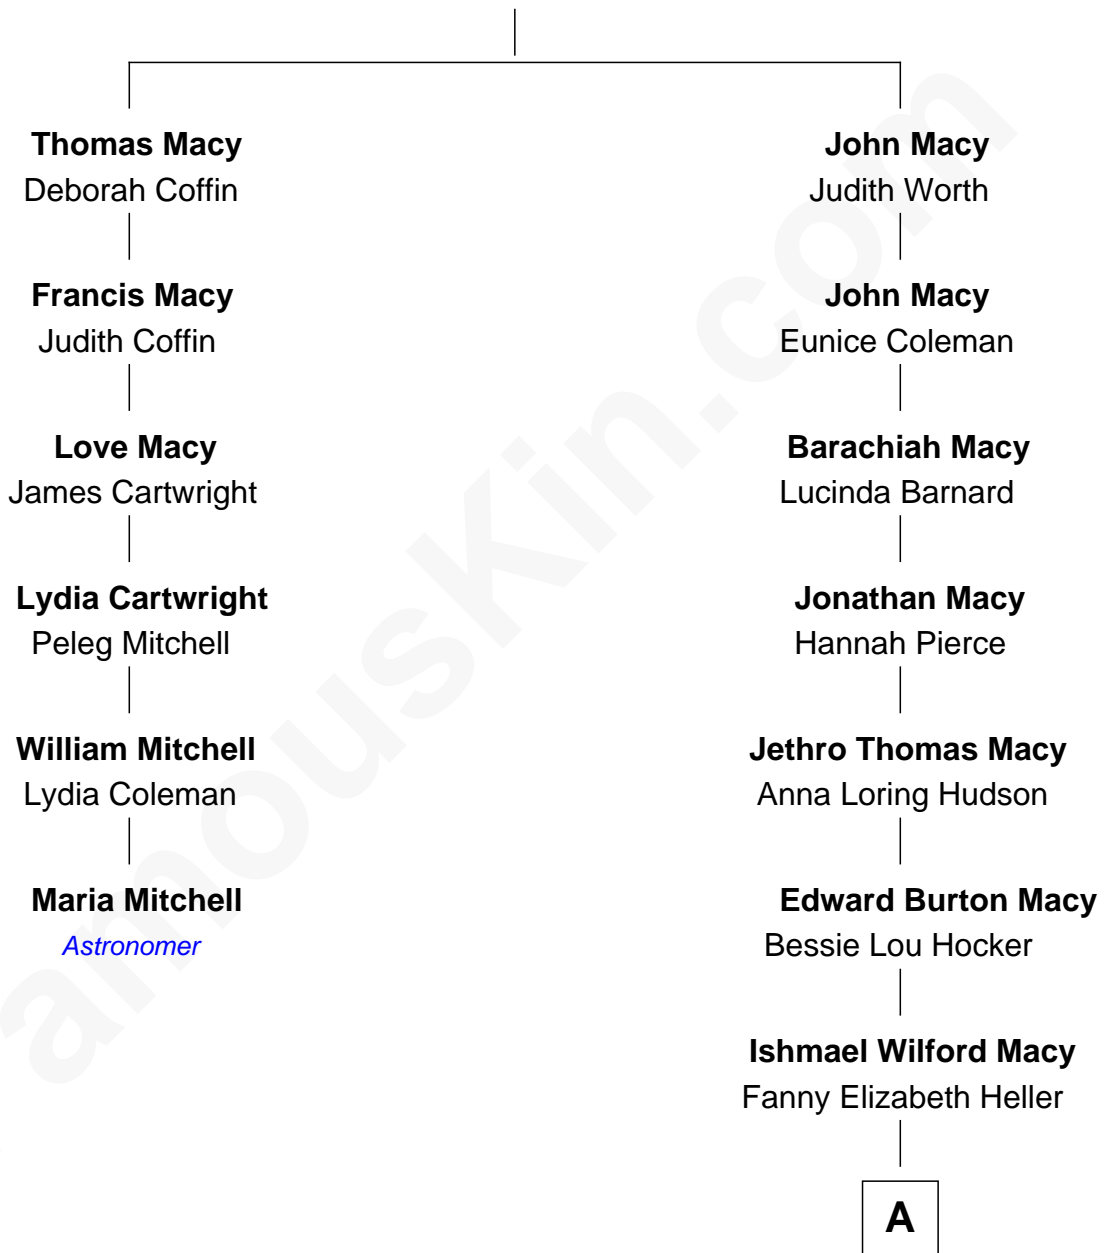 Thomas Macy
Deborah Coffin
Francis Macy
Judith Coffin
Love Macy
James Cartwright
Lydia Cartwright
Peleg Mitchell
William Mitchell
Lydia Coleman
Maria Mitchell
Astronomer
John Macy
Judith Worth
John Macy
Eunice Coleman
Barachiah Macy
Lucinda Barnard
Jonathan Macy
Hannah Pierce
Jethro Thomas Macy
Anna Loring Hudson
Edward Burton Macy
Bessie Lou Hocker
Ishmael Wilford Macy
Fanny Elizabeth Heller
A
amouskin.com